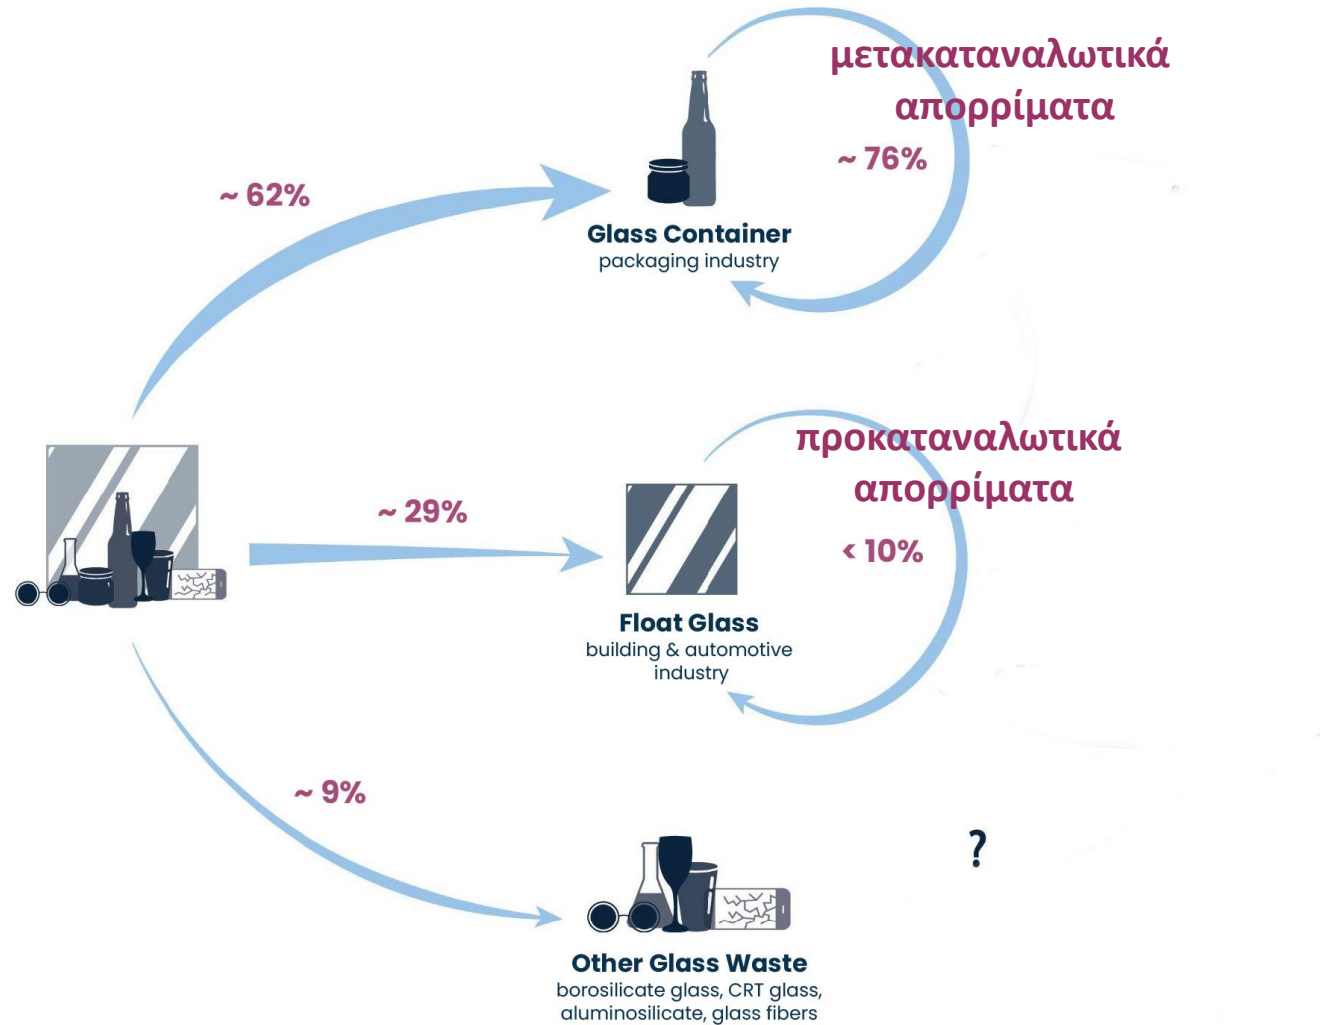 μετακαταναλωτικά
απορρίματα
~ 76%
~ 62%
Glass Container
packaging industry
προκαταναλωτικά
απορρίματα
< 10%
~ 29%
Float Glass
building & automotive
industry
~ 9%
?
Other Glass Waste
borosilicate glass, CRT glass,
aluminosilicate, glass fibers